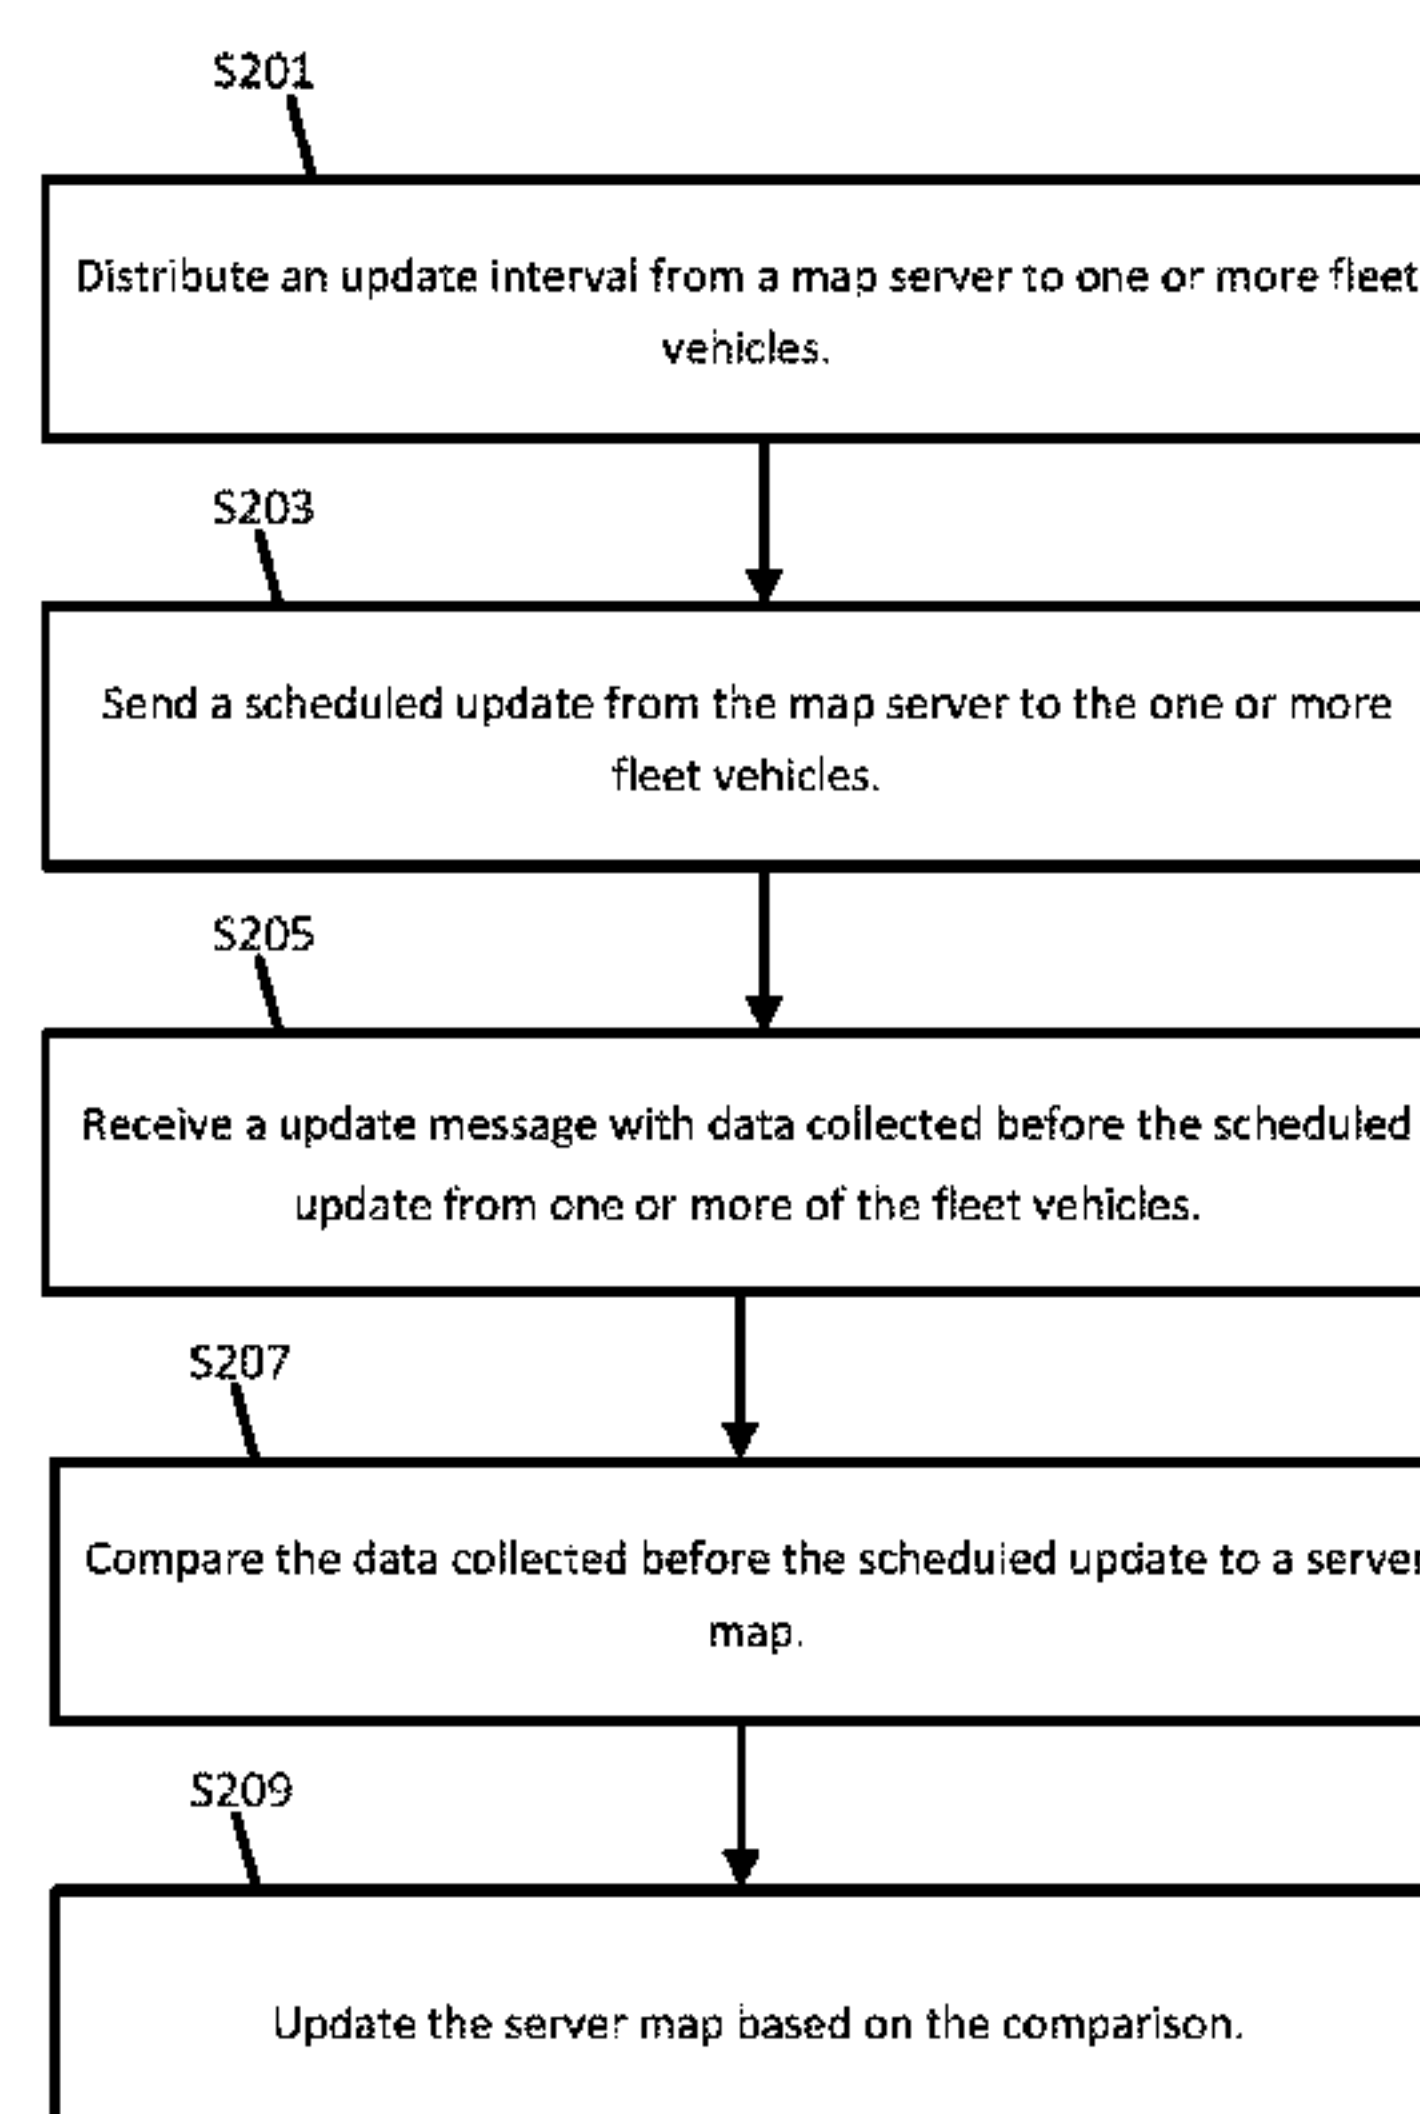 S201
Distribute an update interval from a map server to one or more fleet
vehicles.
S203
Send a scheduled update from the map server to the one or more
fleet vehicles.
S205
Receive a update message with data collected before the scheduled
update from one or more of the fleet vehicles.
S207
Compare the data collected before the scheduled update to a server
map.
S209
Update the server map based on the comparison.